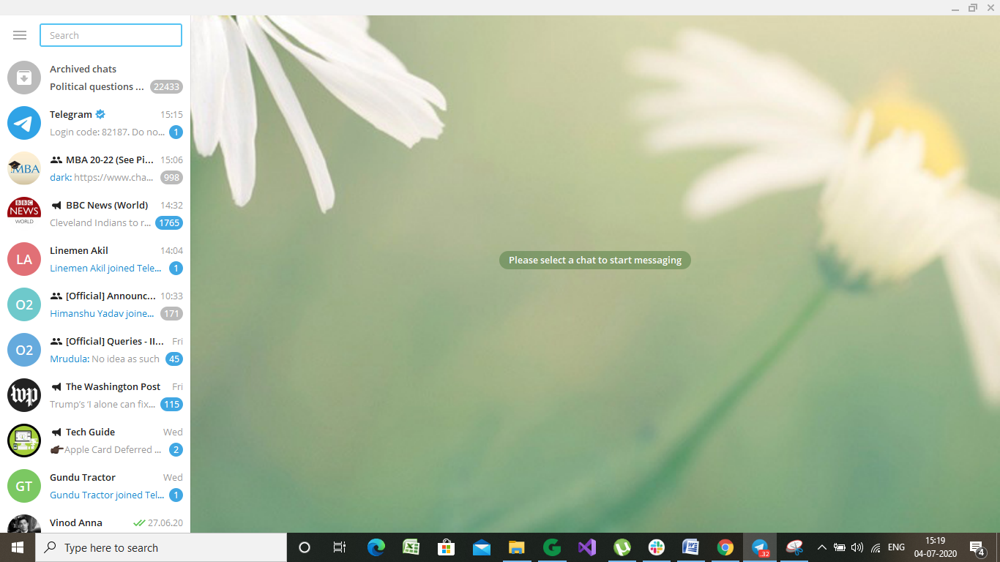 Search
Archived chats
Political questions ... 22433
Telegram 15:15
Login code: 82187. Do no... 1
MBA 20-22 (See Pi... 15:06
dark: https://www.cha... 998
MBA
BBC News (World) 14:32
Cleveland Indians to r... 1765
BBC
NEWS
WORLD
Linemen Akil 14:04
LA
Linemen Akil joined Tele... 1
[Official] Announc... 10:33
O2
Himanshu Yadav joine... 171
[Official] Queries - II... Fri
O2
Mrudula: No idea as such 45
The Washington Post Fri
wp
Trump's ‘I alone can fix... 115
Tech Guide Wed
Apple Card Deferred ... 2
Gundu Tractor Wed
GT
Gundu Tractor joined Tel... 1
Vinod Anna 27.06.20
Please select a chat to start messaging
Type here to search
.32
ENG
15:19
04-07-2020
4